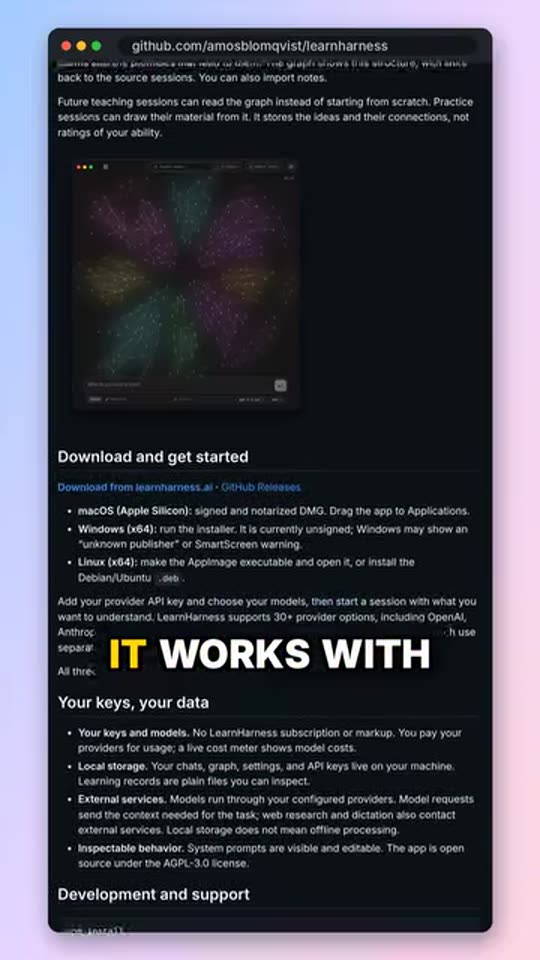 github.com/amosblomqvist/learnharness
back to the source sessions. You can also import notes.
Future teaching sessions can read the graph instead of starting from scratch. Practice
sessions can draw their material from it. It stores the ideas and their connections, not
ratings of your ability.
Download and get started
Download from learnharness.ai · GitHub Releases
• macOS (Apple Silicon): signed and notarized DMG. Drag the app to Applications.
• Windows (x64): run the installer. It is currently unsigned; Windows may show an
"unknown publisher" or SmartScreen warning.
• Linux (x64): make the AppImage executable and open it, or install the
Debian/Ubuntu .deb .
Add your provider API key and choose your models, then start a session with what you
want to understand. LearnHarness supports 30+ provider options, including OpenAI,
use
IT WORKS WITH
All
Your keys, your data
• Your keys and models. No LearnHarness subscription or markup. You pay your
providers for usage; a live cost meter shows model costs.
• Local storage. Your chats, graph, settings, and API keys live on your machine.
Learning records are plain files you can inspect.
• External services. Models run through your configured providers. Model requests
send the context needed for the task; web research and dictation also contact
external services. Local storage does not mean offline processing.
• Inspectable behavior. System prompts are visible and editable. The app is open
source under the AGPL-3.0 license.
Development and support